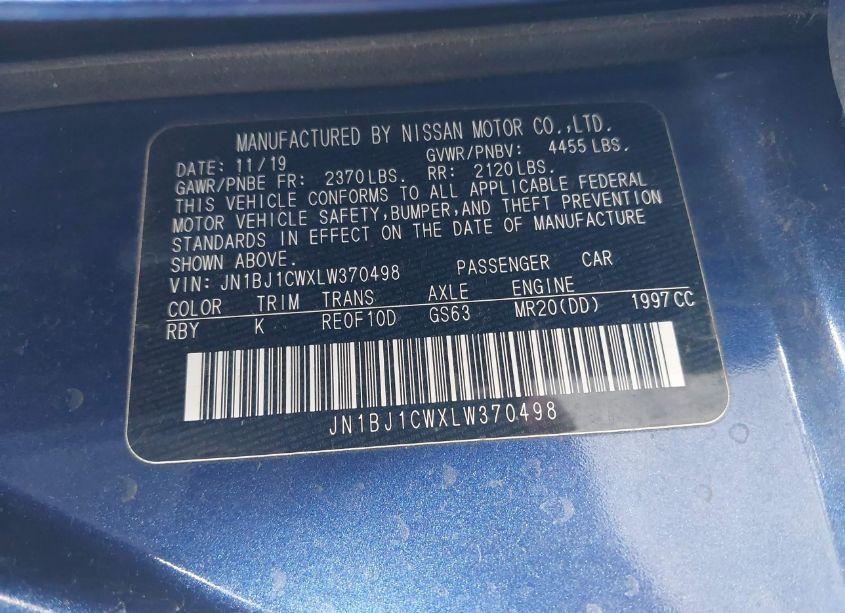 MANUFACTURED BY NISSAN MOTOR CO.,LTD.
DATE: 11/19 GVWR/PNBV: 4455 LBS.
GAWR/PNBE FR: 2370LBS. RR: 2120LBS.
THIS VEHICLE CONFORMS TO ALL APPLICABLE FEDERAL
MOTOR VEHICLE SAFETY,BUMPER,AND THEFT PREVENTION
STANDARDS IN EFFECT ON THE DATE OF MANUFACTURE
SHOWN ABOVE.
VIN: JN1BJ1CWXLW370498 PASSENGER CAR
COLOR TRIM TRANS AXLE ENGINE
RBY K RE0F10D GS63 MR20(DD) 1997CC
JN1BJ1CWXLW370498